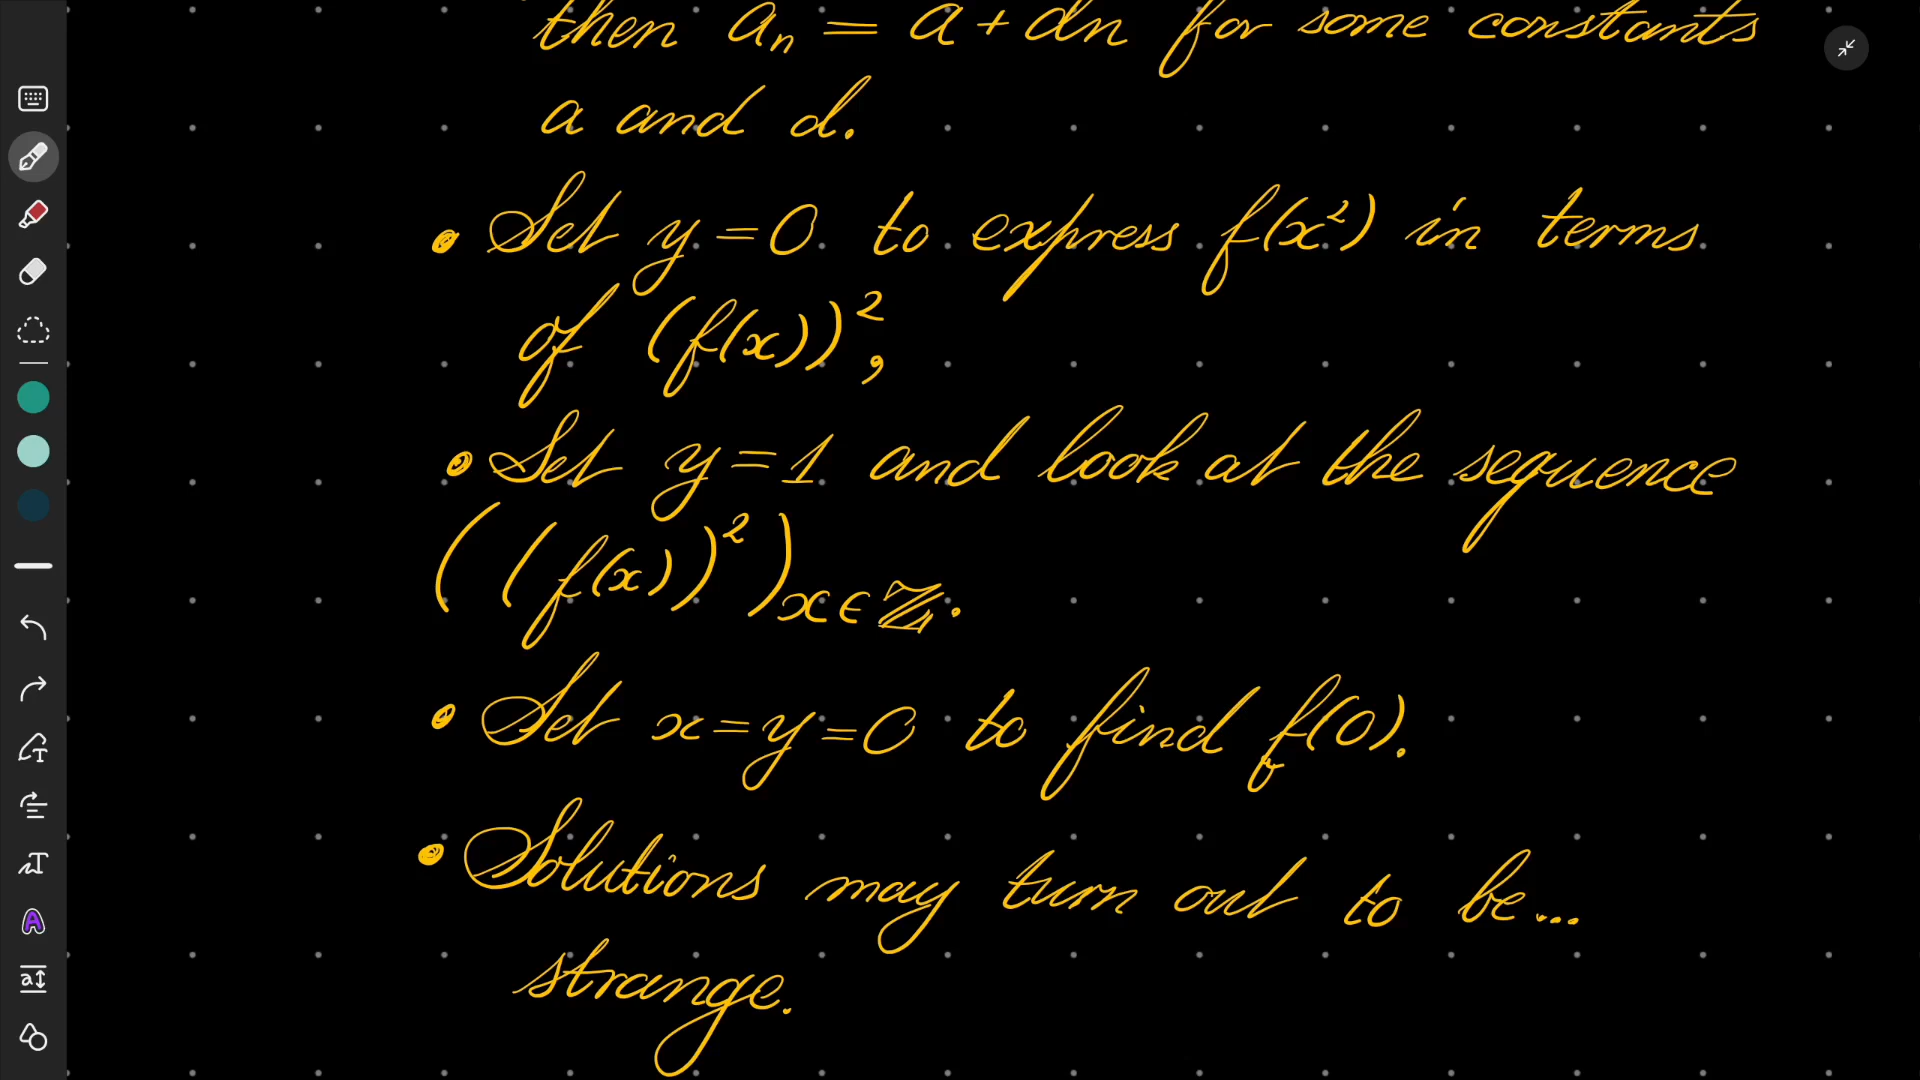 then aₙ = a + dn for some constants
a and d.
• Set y = 0 to express f(x²) in terms
of (f(x))²,
• Set y = 1 and look at the sequence
((f(x))²)ₓ∈ℤ.
• Set x = y = 0 to find f(0).
• Solutions may turn out to be...
strange.